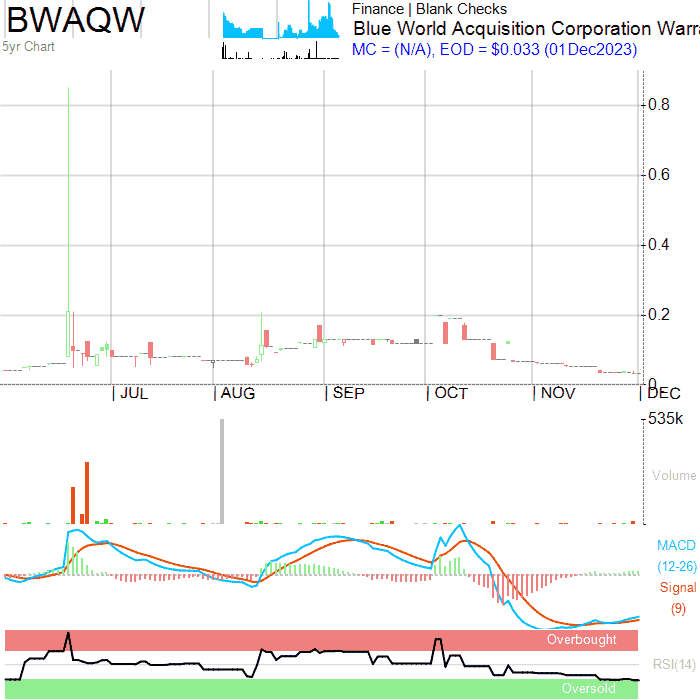 BWAQW
5yr Chart
Finance | Blank Checks
Blue World Acquisition Corporation Warra
MC = (N/A), EOD = $0.033 (01Dec2023)
0.8
0.6
0.4
0.2
0
JUL AUG SEP OCT NOV DEC
535k
Volume
MACD
(12-26)
Signal
(9)
Overbought
RSI(14)
Oversold